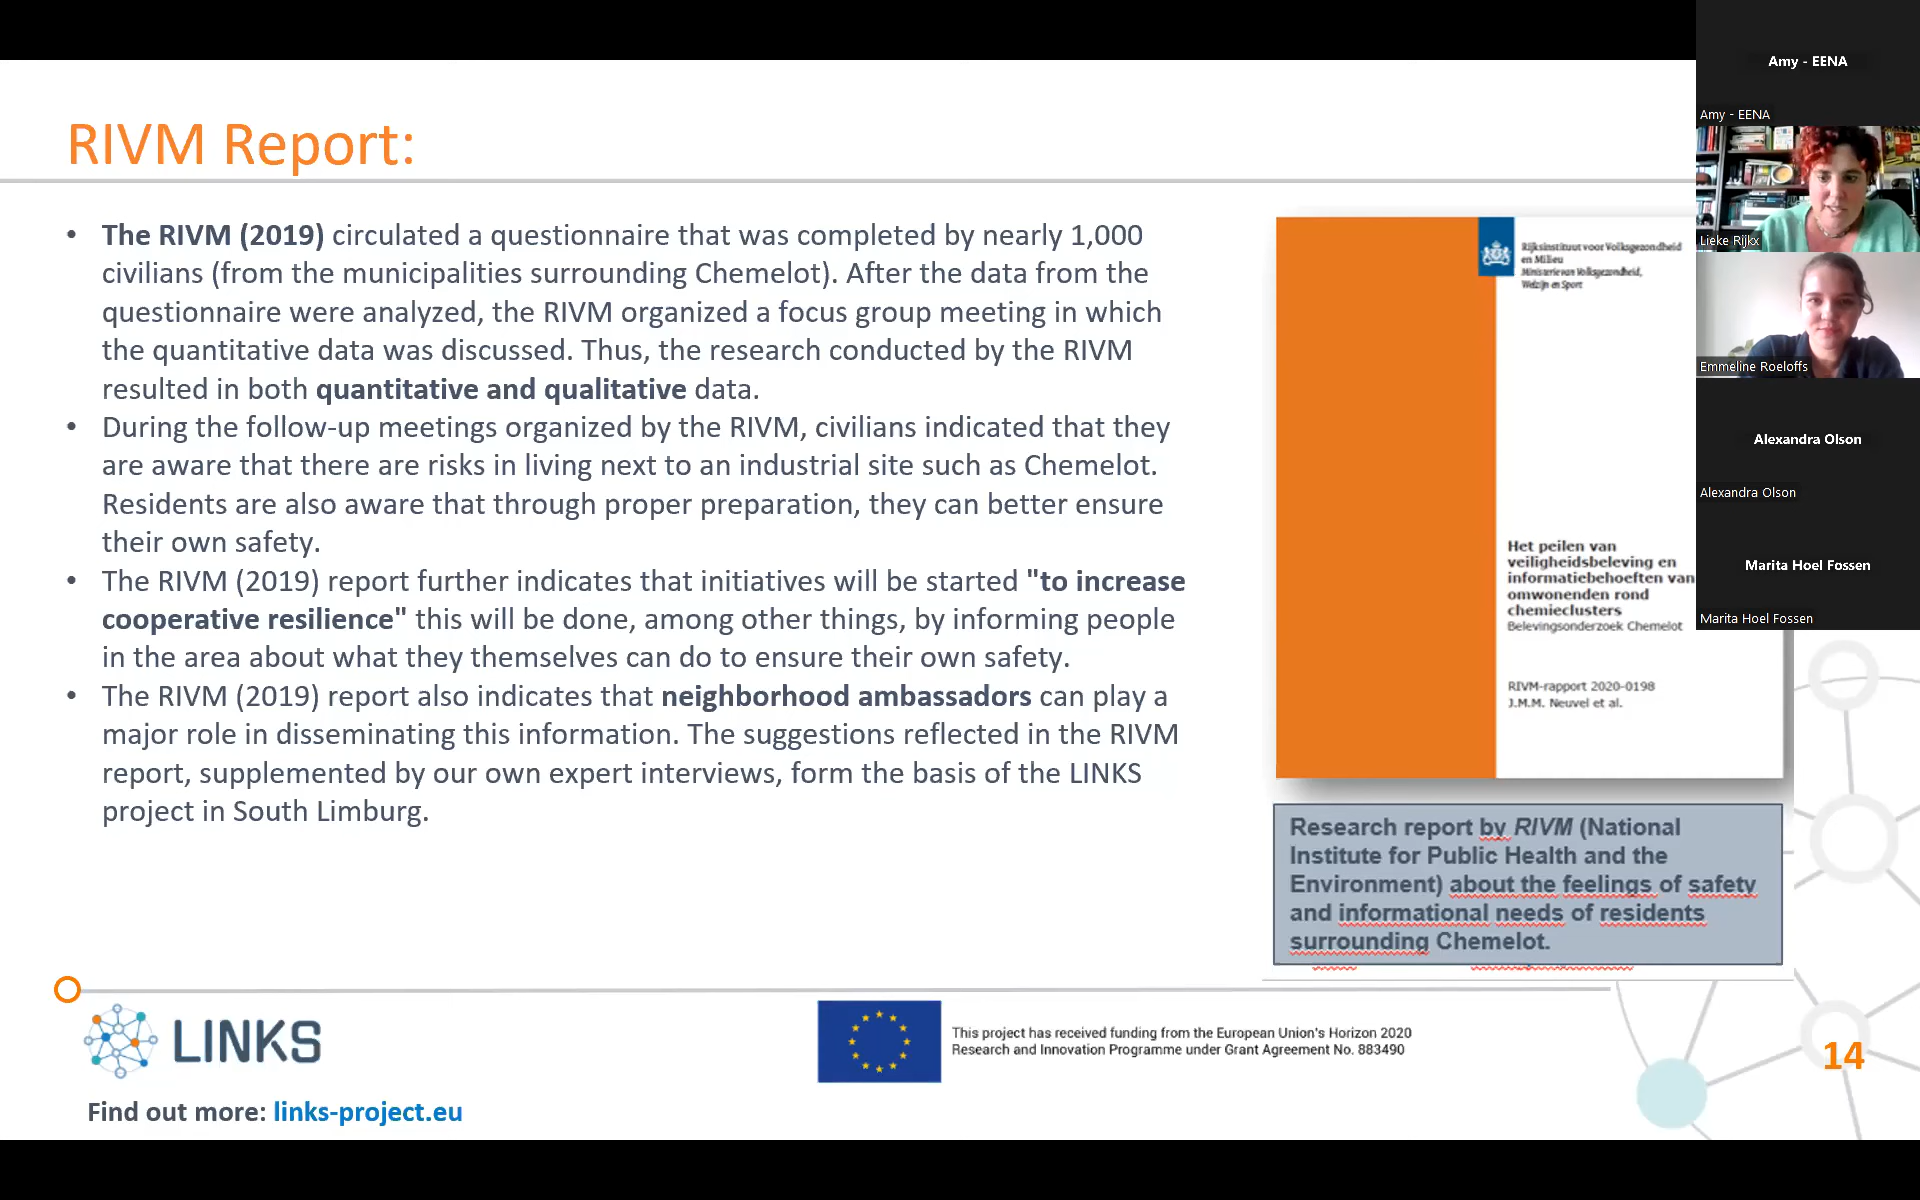 RIVM Report:
• The RIVM (2019) circulated a questionnaire that was completed by nearly 1,000
civilians (from the municipalities surrounding Chemelot). After the data from the
questionnaire were analyzed, the RIVM organized a focus group meeting in which
the quantitative data was discussed. Thus, the research conducted by the RIVM
resulted in both quantitative and qualitative data.
• During the follow-up meetings organized by the RIVM, civilians indicated that they
are aware that there are risks in living next to an industrial site such as Chemelot.
Residents are also aware that through proper preparation, they can better ensure
their own safety.
• The RIVM (2019) report further indicates that initiatives will be started "to increase
cooperative resilience" this will be done, among other things, by informing people
in the area about what they themselves can do to ensure their own safety.
• The RIVM (2019) report also indicates that neighborhood ambassadors can play a
major role in disseminating this information. The suggestions reflected in the RIVM
report, supplemented by our own expert interviews, form the basis of the LINKS
project in South Limburg.
Rijksinstituut voor Volksgezondheid
en Milieu
Ministerie van Volksgezondheid,
Welzijn en Sport
Het peilen van
veiligheidsbeleving en
informatiebehoeften van
omwonenden rond
chemieclusters
Belevingsonderzoek Chemelot
RIVM-rapport 2020-0198
J.M.M. Neuvel et al.
Research report by RIVM (National
Institute for Public Health and the
Environment) about the feelings of safety
and informational needs of residents
surrounding Chemelot.
Amy - EENA
Amy - EENA
Lieke Rijkx
Emmeline Roeloffs
Alexandra Olson
Alexandra Olson
Marita Hoel Fossen
Marita Hoel Fossen
LINKS
This project has received funding from the European Union's Horizon 2020
Research and Innovation Programme under Grant Agreement No. 883490
14
Find out more: links-project.eu